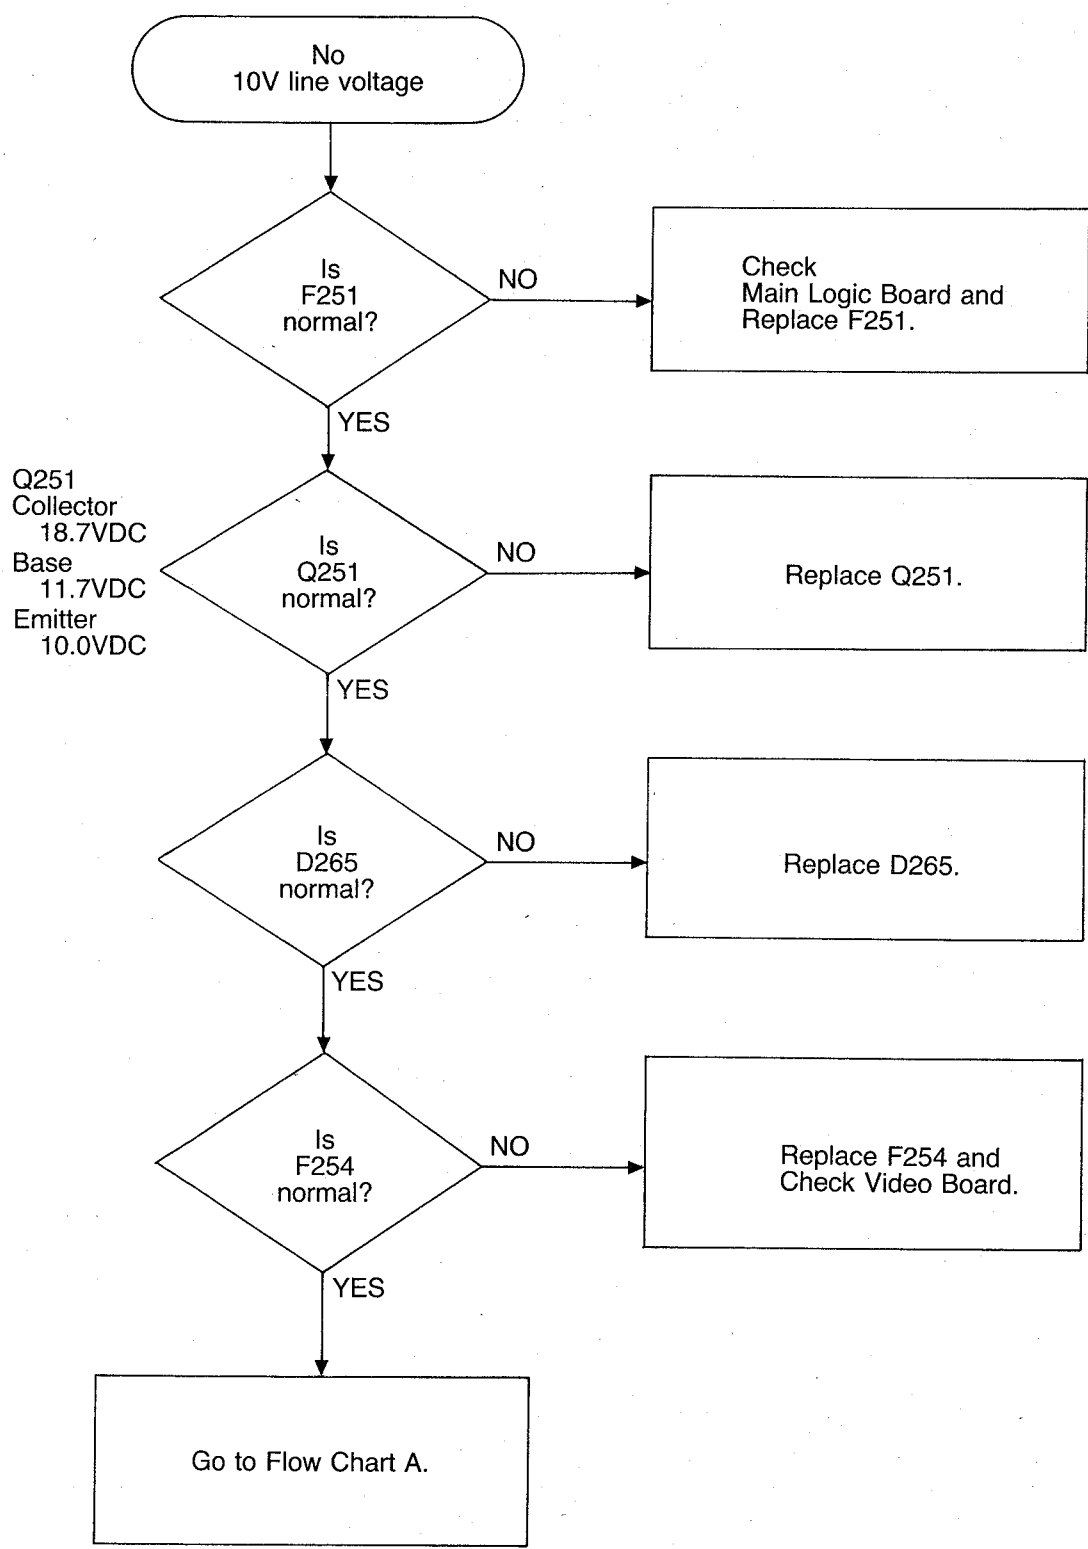 No
10V line voltage
Is
F251
normal?
NO
Check
Main Logic Board and
Replace F251.
YES
Q251
Collector
18.7VDC
Base
11.7VDC
Emitter
10.0VDC
Is
Q251
normal?
NO
Replace Q251.
YES
Is
D265
normal?
NO
Replace D265.
YES
Is
F254
normal?
NO
Replace F254 and
Check Video Board.
YES
Go to Flow Chart A.